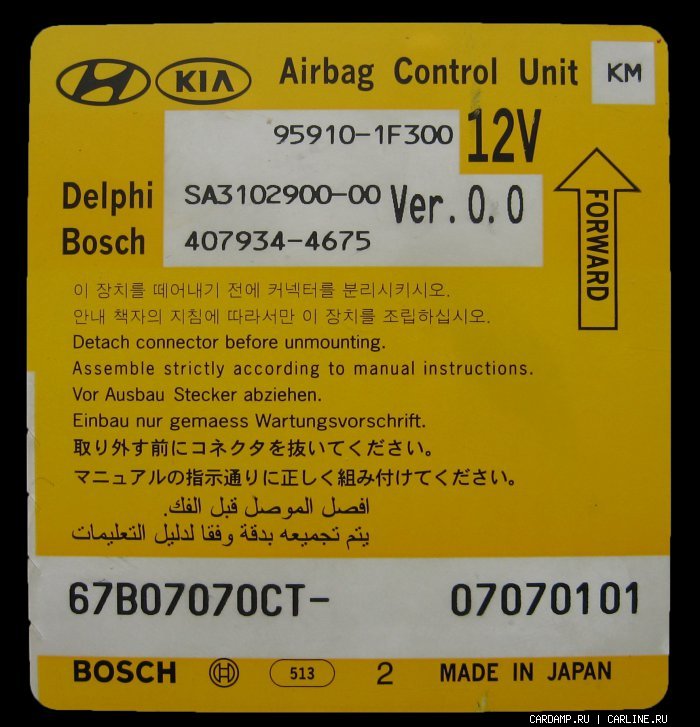 KIA Airbag Control Unit KM
95910-1F300 12V
Delphi SA3102900-00 Ver.0.0
Bosch 407934-4675
FORWARD
이 장치를 떼어내기 전에 커넥터를 분리시키시오.
안내 책자의 지침에 따라서만 이 장치를 조립하십시오.
Detach connector before unmounting.
Assemble strictly according to manual instructions.
Vor Ausbau Stecker abziehen.
Einbau nur gemaess Wartungsvorschrift.
取り外す前にコネクタを抜いてください。
マニュアルの指示通りに正しく組み付けてください。
افصل الموصل قبل الفك.
يتم تجميعه بدقة وفقا لدليل التعليمات
67B07070CT- 07070101
BOSCH 513 2 MADE IN JAPAN
CARDAMP.RU | CARLINE.RU